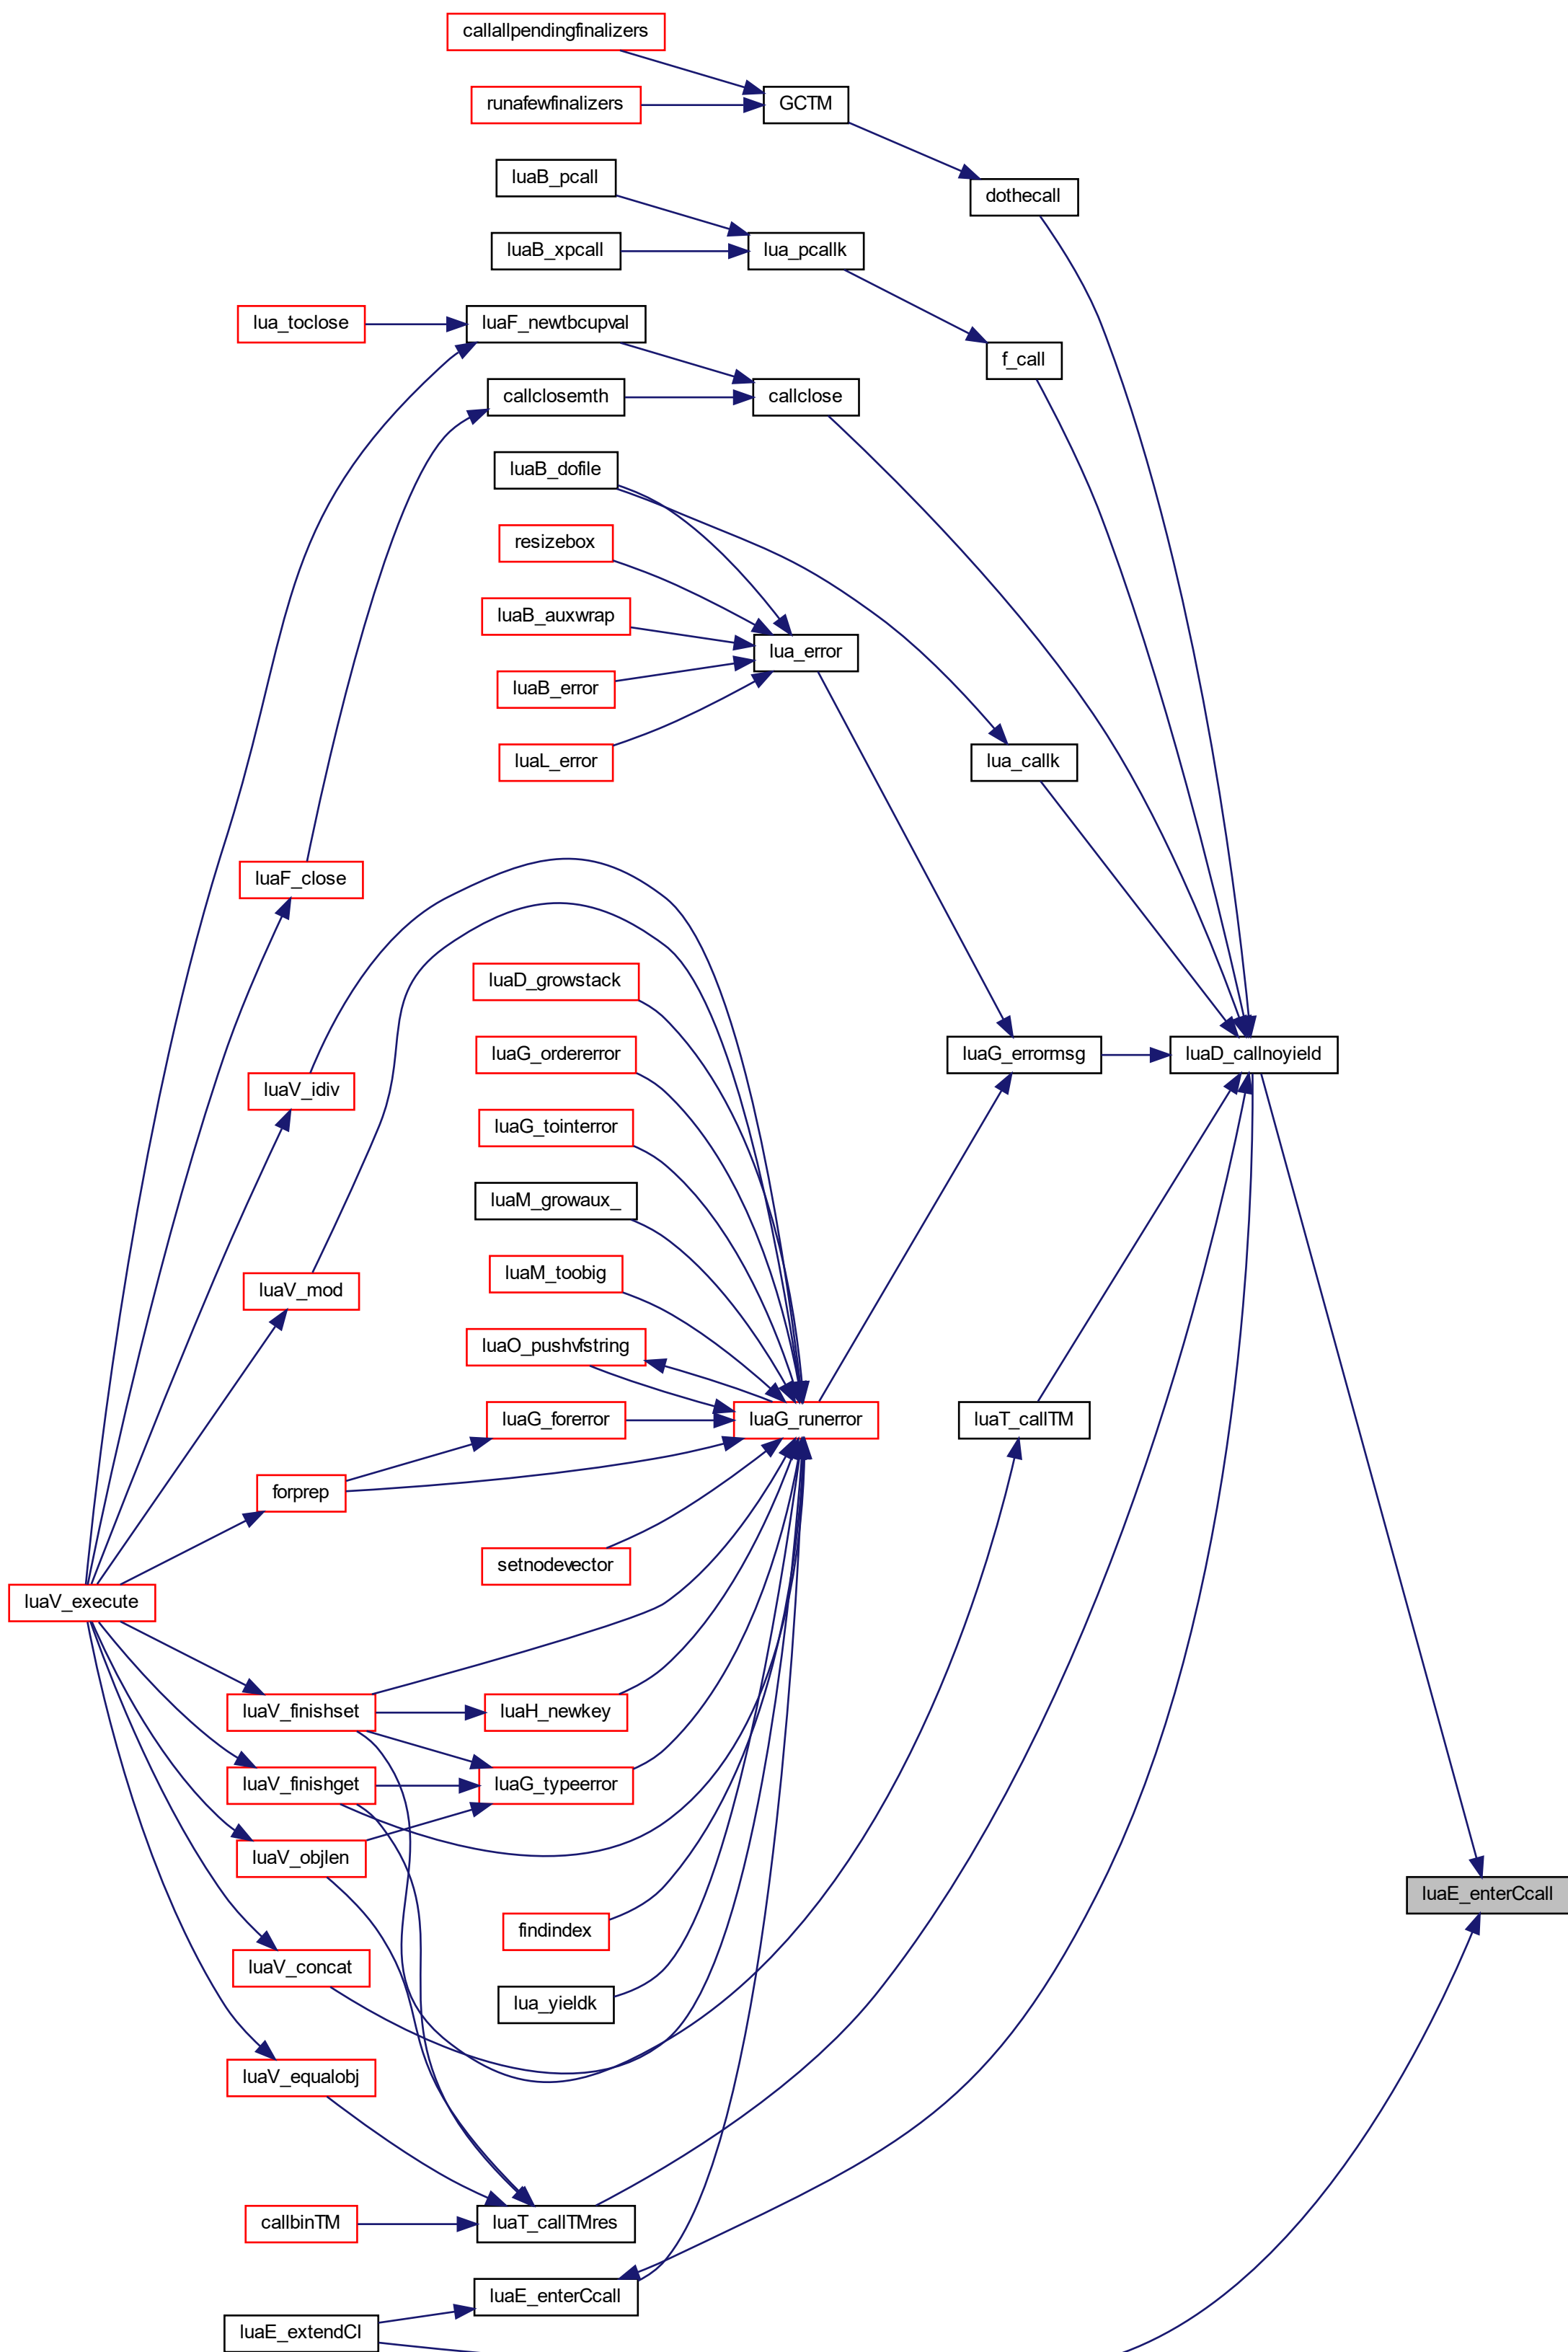 callallpendingfinalizers
runafewfinalizers
GCTM
luaB_pcall
dothecall
luaB_xpcall
lua_pcallk
lua_toclose
luaF_newtbcupval
f_call
callclosemth
callclose
luaB_dofile
resizebox
luaB_auxwrap
lua_error
luaB_error
luaL_error
lua_callk
luaF_close
luaD_growstack
luaG_ordererror
luaG_errormsg
luaD_callnoyield
luaV_idiv
luaG_tointerror
luaM_growaux_
luaM_toobig
luaV_mod
luaO_pushvfstring
luaG_forerror
luaG_runerror
luaT_callTM
forprep
setnodevector
luaV_execute
luaV_finishset
luaH_newkey
luaV_finishget
luaG_typeerror
luaV_objlen
luaE_enterCcall
findindex
luaV_concat
lua_yieldk
luaV_equalobj
callbinTM
luaT_callTMres
luaE_enterCcall
luaE_extendCI